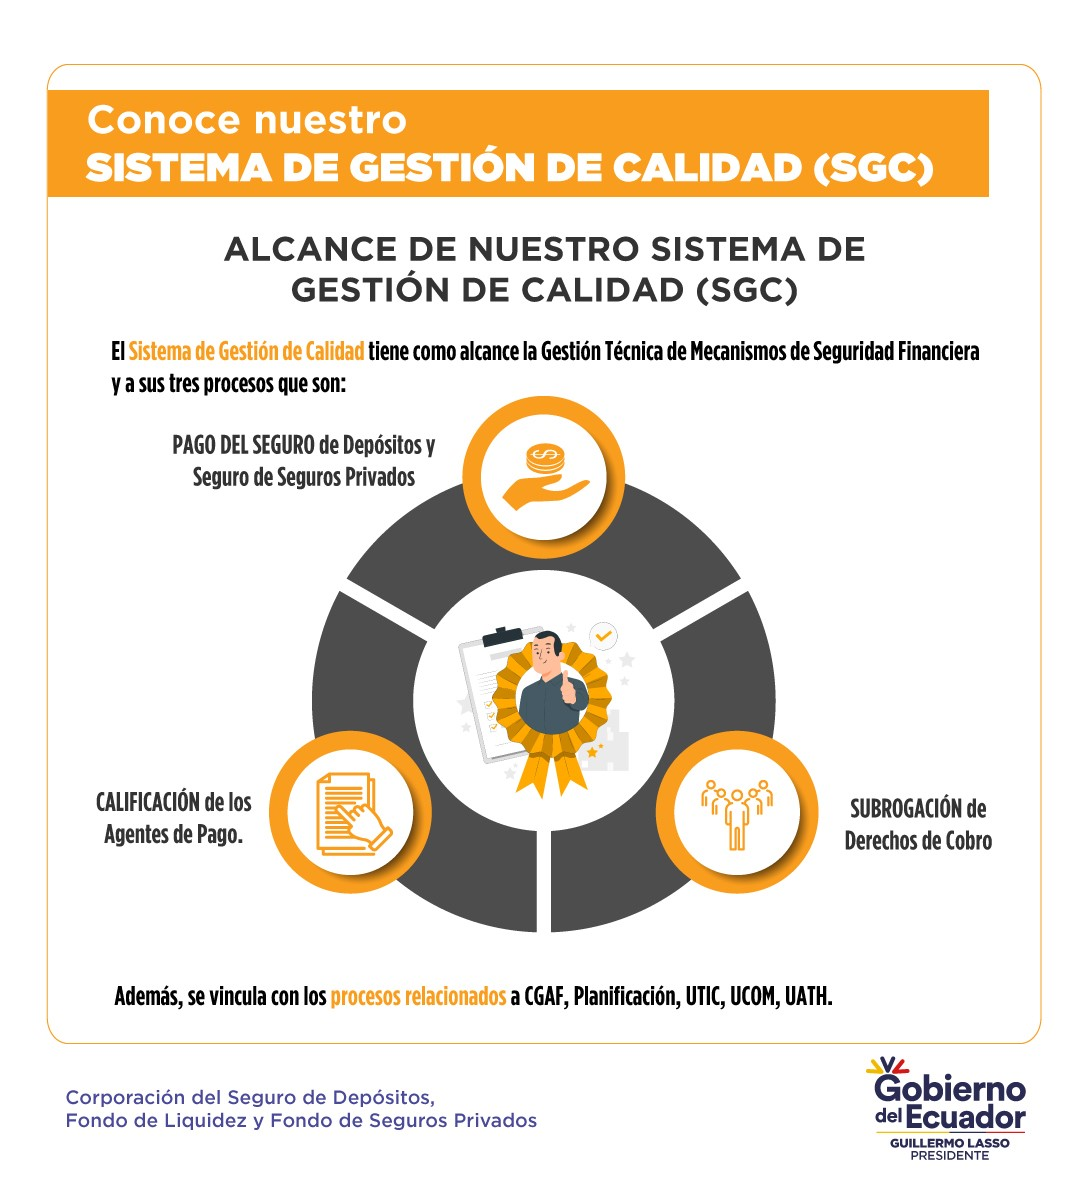 Conoce nuestro
SISTEMA DE GESTIÓN DE CALIDAD (SGC)
ALCANCE DE NUESTRO SISTEMA DE
GESTIÓN DE CALIDAD (SGC)
El Sistema de Gestión de Calidad tiene como alcance la Gestión Técnica de Mecanismos de Seguridad Financiera
y a sus tres procesos que son:
PAGO DEL SEGURO de Depósitos y
Seguro de Seguros Privados
CALIFICACIÓN de los
Agentes de Pago.
SUBROGACIÓN de
Derechos de Cobro
Además, se vincula con los procesos relacionados a CGAF, Planificación, UTIC, UCOM, UATH.
Corporación del Seguro de Depósitos,
Fondo de Liquidez y Fondo de Seguros Privados
Gobierno
del Ecuador
GUILLERMO LASSO
PRESIDENTE